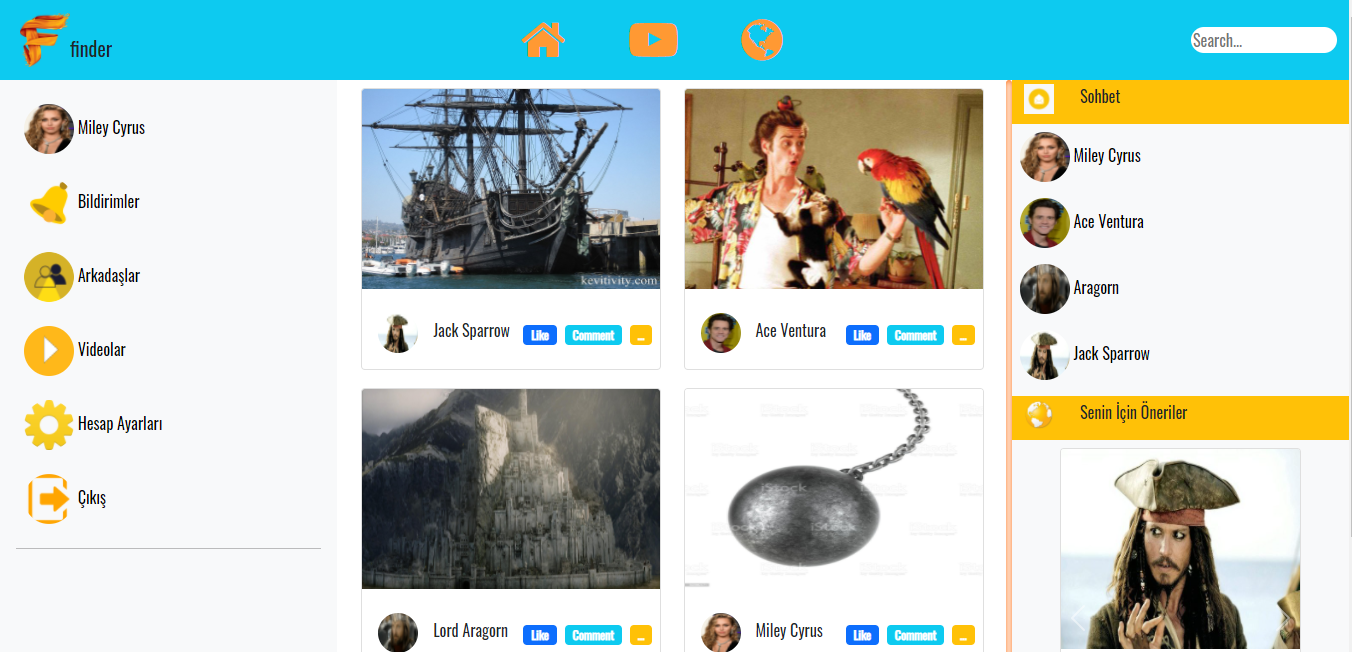 finder
Search...
Miley Cyrus
Bildirimler
Arkadaşlar
Videolar
Hesap Ayarları
Çıkış
kevitivity.com
Jack Sparrow Like Comment ...
Ace Ventura Like Comment ...
iStock
Lord Aragorn Like Comment ...
Miley Cyrus Like Comment ...
Sohbet
Miley Cyrus
Ace Ventura
Aragorn
Jack Sparrow
Senin İçin Öneriler